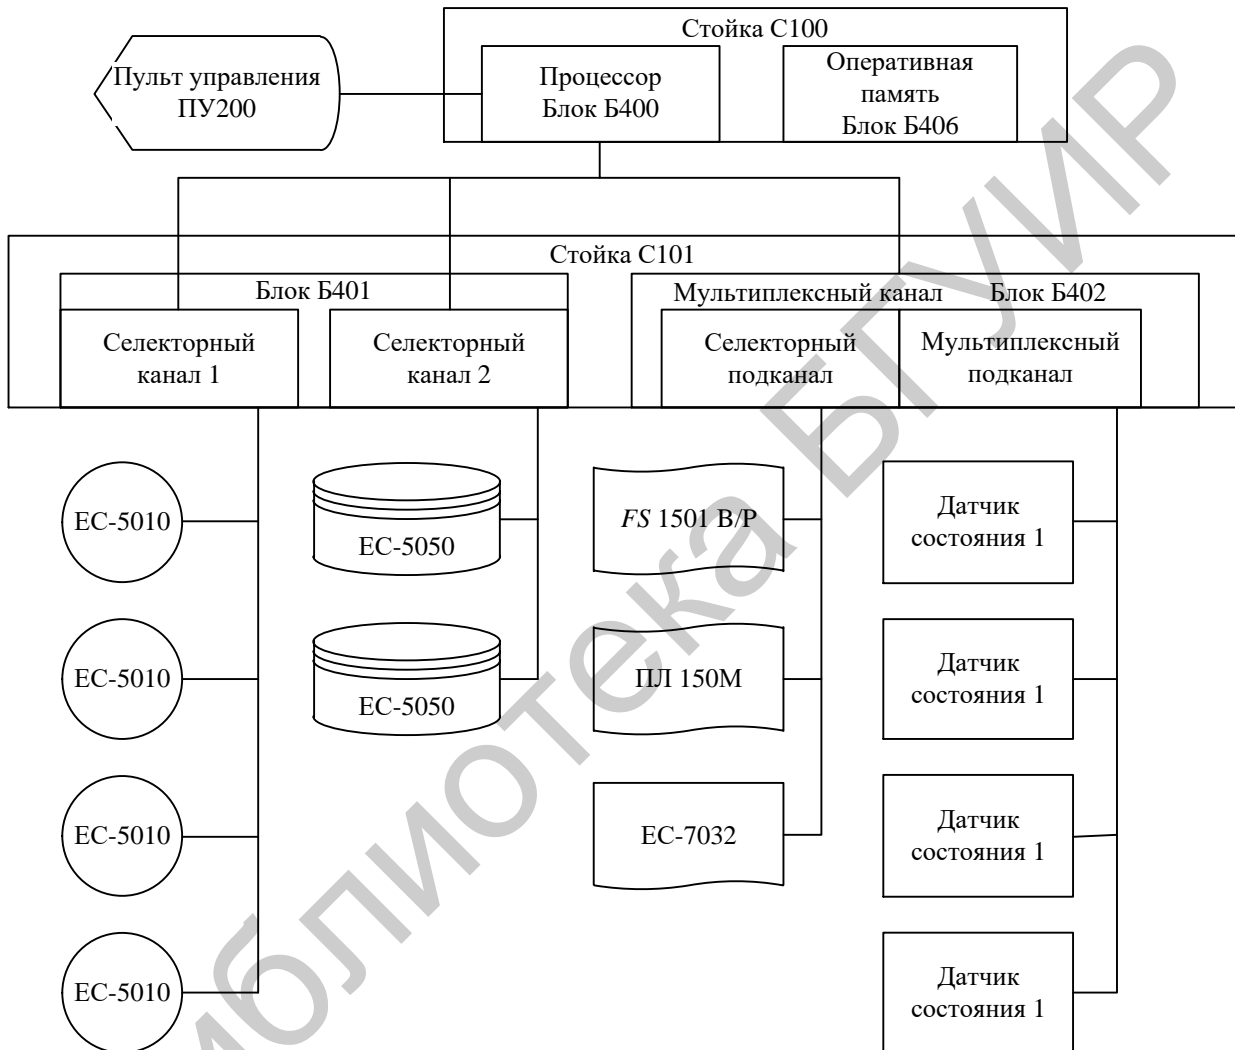 Стойка С100
Пульт управления
ПУ200
Процессор
Блок Б400
Оперативная
память
Блок Б406
Стойка С101
Блок Б401
Мультиплексный канал Блок Б402
Селекторный
канал 1
Селекторный
канал 2
Селекторный
подканал
Мультиплексный
подканал
ЕС-5010
ЕС-5050
FS 1501 В/Р
Датчик
состояния 1
ЕС-5010
ЕС-5050
ПЛ 150М
Датчик
состояния 1
ЕС-5010
ЕС-7032
Датчик
состояния 1
ЕС-5010
Датчик
состояния 1
блиотека БГУИР